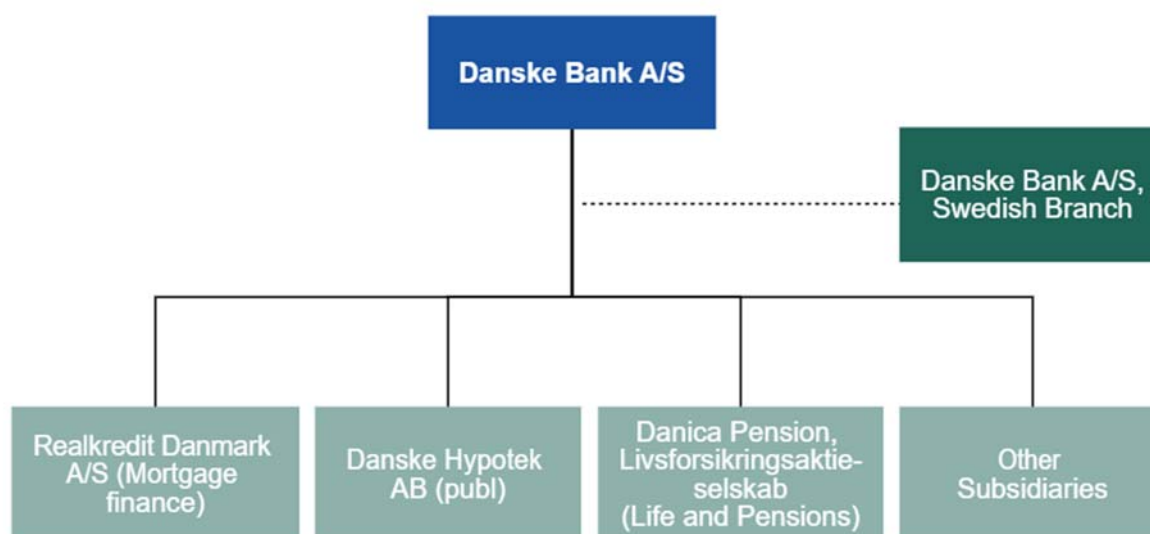 Danske Bank A/S
Danske Bank A/S,
Swedish Branch
Realkredit Danmark
A/S (Mortgage
finance)
Danske Hypotek
AB (publ)
Danica Pension,
Livsforsikringsaktie-
selskab
(Life and Pensions)
Other
Subsidiaries